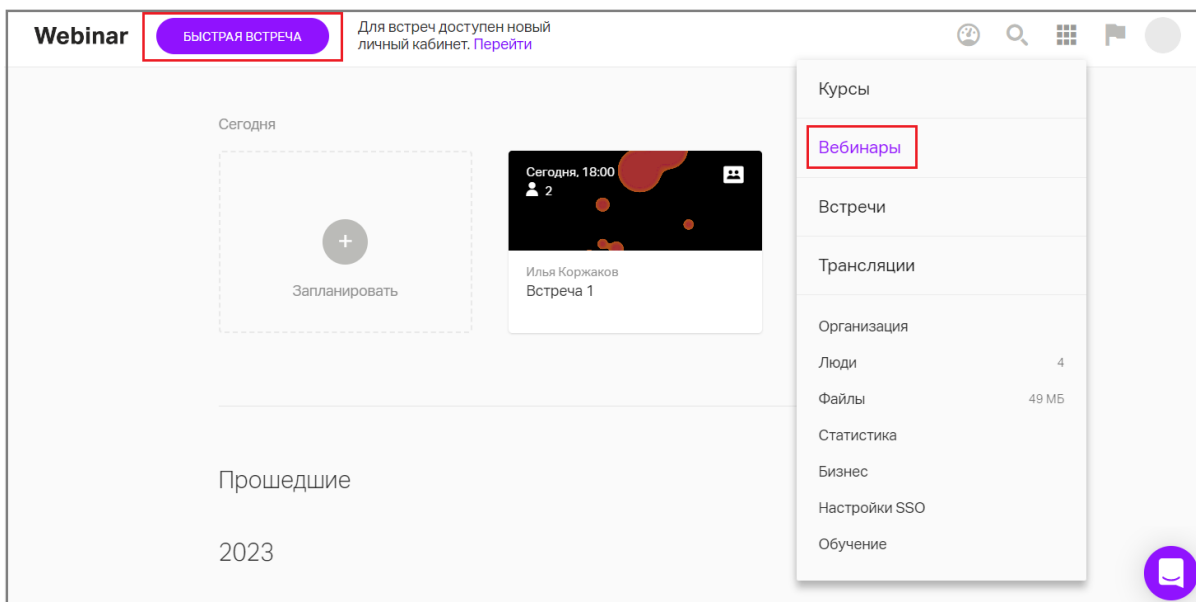 Webinar
БЫСТРАЯ ВСТРЕЧА
Для встреч доступен новый
личный кабинет. Перейти
Сегодня
Запланировать
Сегодня, 18:00
2
Илья Коржаков
Встреча 1
Прошедшие
2023
Курсы
Вебинары
Встречи
Трансляции
Организация
Люди 4
Файлы 49 МБ
Статистика
Бизнес
Настройки SSO
Обучение